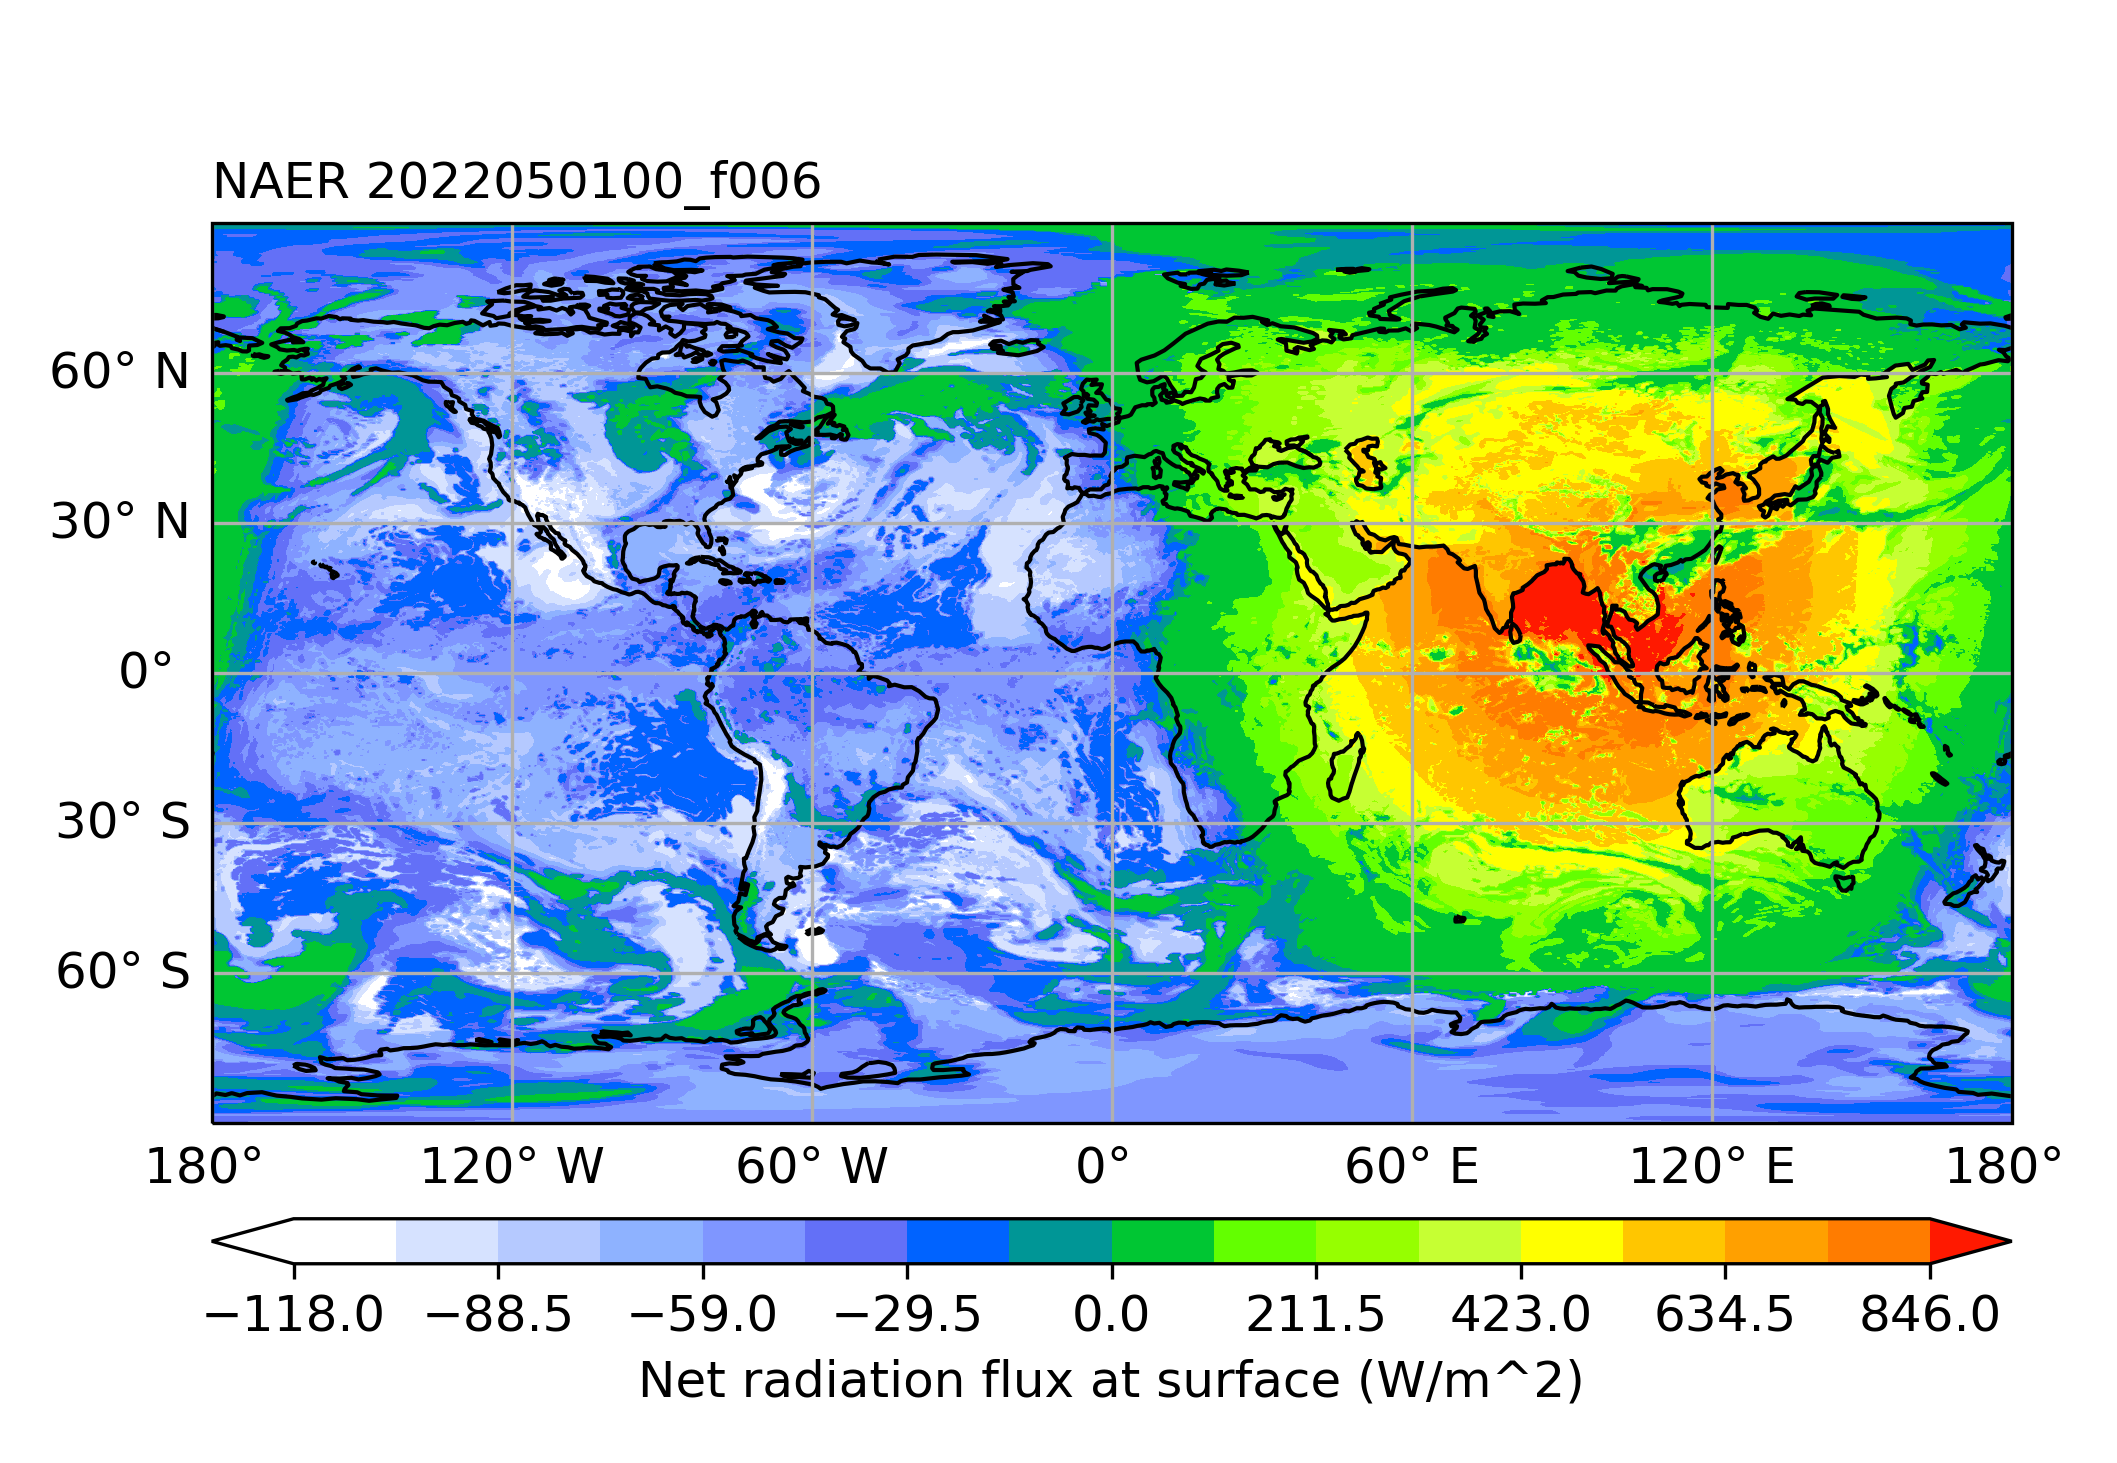 NAER 2022050100_f006
60° N
30° N
0°
30° S
60° S
180° 120° W 60° W 0° 60° E 120° E 180°
−118.0 −88.5 −59.0 −29.5 0.0 211.5 423.0 634.5 846.0
Net radiation flux at surface (W/m^2)